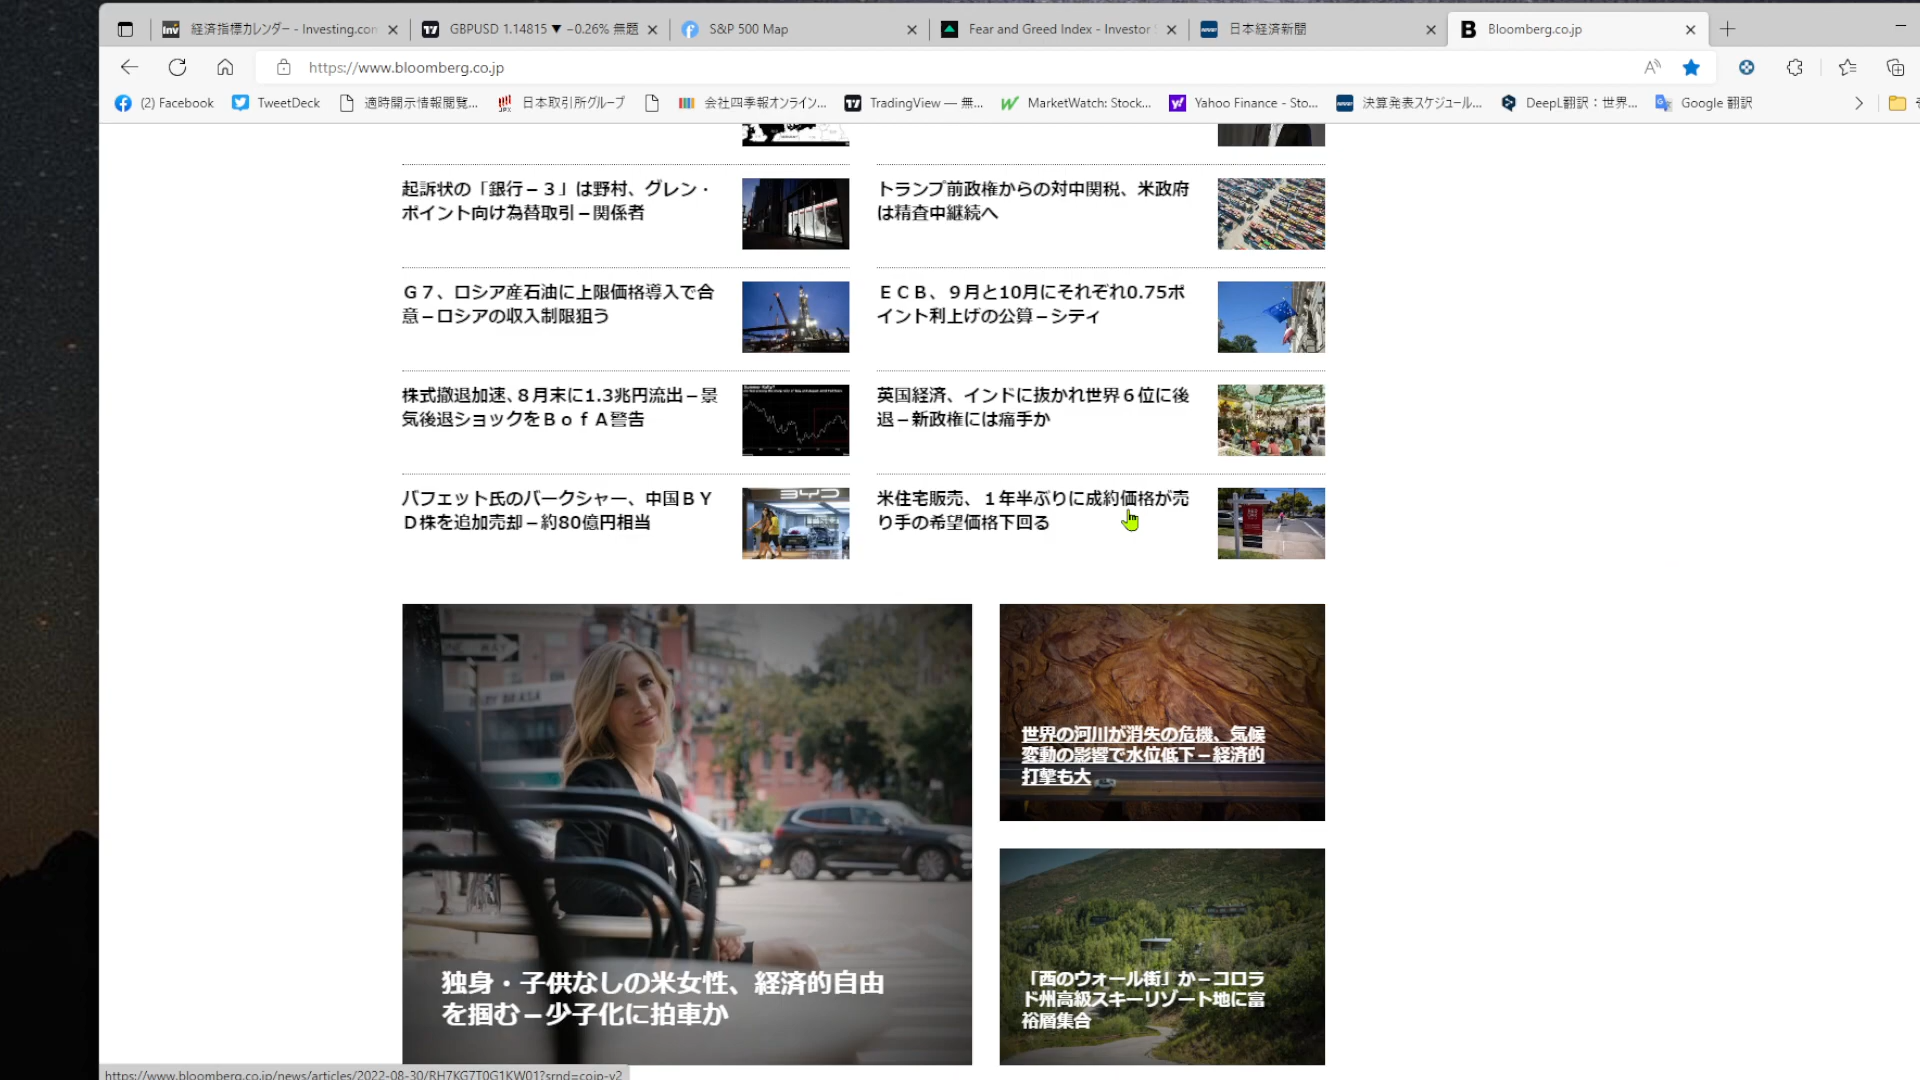 経済指標カレンダー - Investing.com
GBPUSD 1.14815 ▼ −0.26% 無題
S&P 500 Map
Fear and Greed Index - Investor
日本経済新聞
Bloomberg.co.jp
https://www.bloomberg.co.jp
(2) Facebook
TweetDeck
適時開示情報閲覧...
日本取引所グループ
会社四季報オンライン...
TradingView — 無...
MarketWatch: Stock...
Yahoo Finance - Sto...
決算発表スケジュール...
DeepL翻訳：世界...
Google 翻訳
起訴状の「銀行－３」は野村、グレン・
ポイント向け為替取引－関係者
トランプ前政権からの対中関税、米政府
は精査中継続へ
Ｇ７、ロシア産石油に上限価格導入で合
意－ロシアの収入制限狙う
ＥＣＢ、９月と10月にそれぞれ0.75ポ
イント利上げの公算－シティ
株式撤退加速、８月末に1.3兆円流出－景
気後退ショックをＢｏｆＡ警告
英国経済、インドに抜かれ世界６位に後
退－新政権には痛手か
バフェット氏のバークシャー、中国ＢＹ
Ｄ株を追加売却－約80億円相当
BYD
米住宅販売、１年半ぶりに成約価格が売
り手の希望価格下回る
ONE WAY
世界の河川が消失の危機、気候
変動の影響で水位低下－経済的
打撃も大
独身・子供なしの米女性、経済的自由
を掴む－少子化に拍車か
「西のウォール街」か－コロラ
ド州高級スキーリゾート地に富
裕層集合
https://www.bloomberg.co.jp/news/articles/2022-08-30/RH7KG7T0G1KW01?srnd=cojp-v2